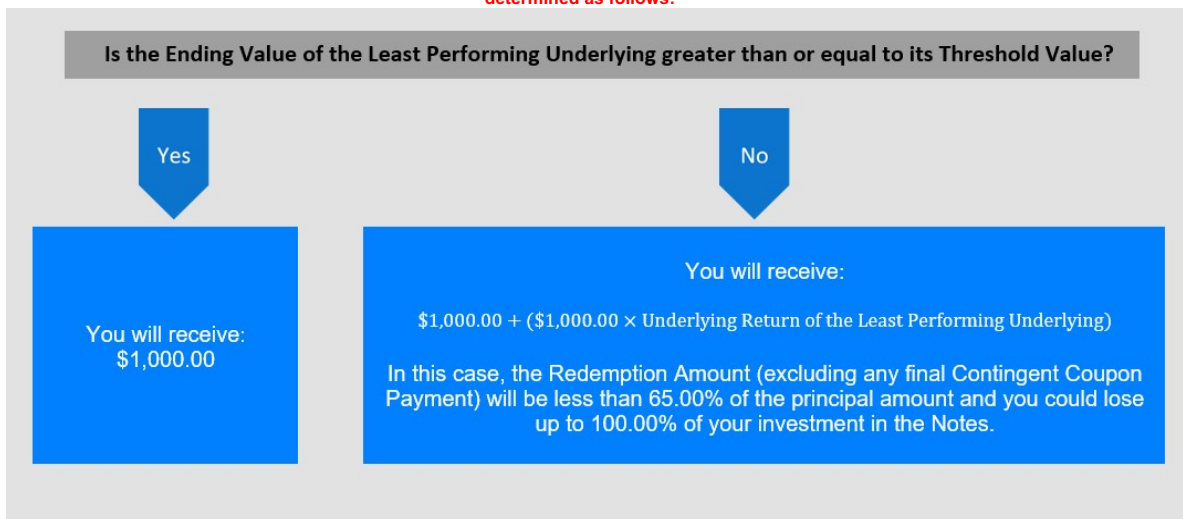 determined as follows:
Is the Ending Value of the Least Performing Underlying greater than or equal to its Threshold Value?
Yes
No
You will receive:
$1,000.00
You will receive:
$1,000.00 + ($1,000.00 × Underlying Return of the Least Performing Underlying)
In this case, the Redemption Amount (excluding any final Contingent Coupon
Payment) will be less than 65.00% of the principal amount and you could lose
up to 100.00% of your investment in the Notes.